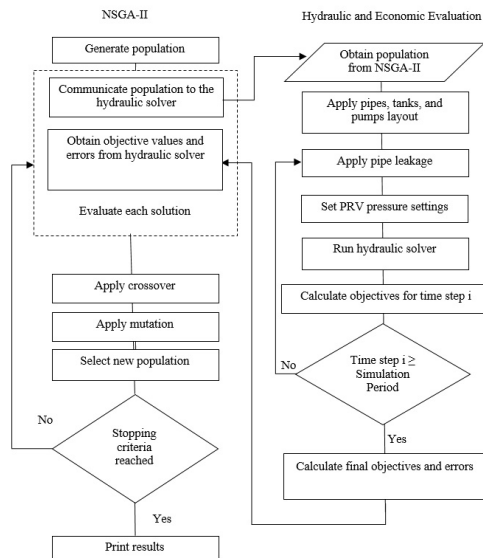 NSGA-II
Generate population
Communicate population to the
hydraulic solver
Obtain objective values and
errors from hydraulic solver
Evaluate each solution
Apply crossover
Apply mutation
Select new population
No
Stopping
criteria
reached
Yes
Print results
Hydraulic and Economic Evaluation
Obtain population
from NSGA-II
Apply pipes, tanks, and
pumps layout
Apply pipe leakage
Set PRV pressure settings
Run hydraulic solver
Calculate objectives for time step i
No
Time step i ≥
Simulation
Period
Yes
Calculate final objectives and errors